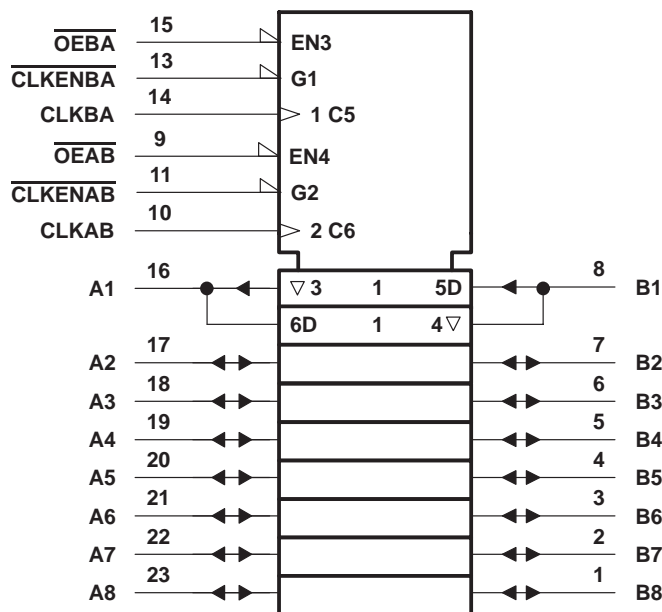 15
OEBA
EN3
13
CLKENBA
G1
14
CLKBA
1 C5
9
OEAB
EN4
11
CLKENAB
G2
10
CLKAB
2 C6
16
8
A1
▽ 3 1 5D
B1
6D 1 4 ▽
17
7
A2
B2
18
6
A3
B3
19
5
A4
B4
20
4
A5
B5
21
3
A6
B6
22
2
A7
B7
23
1
A8
B8